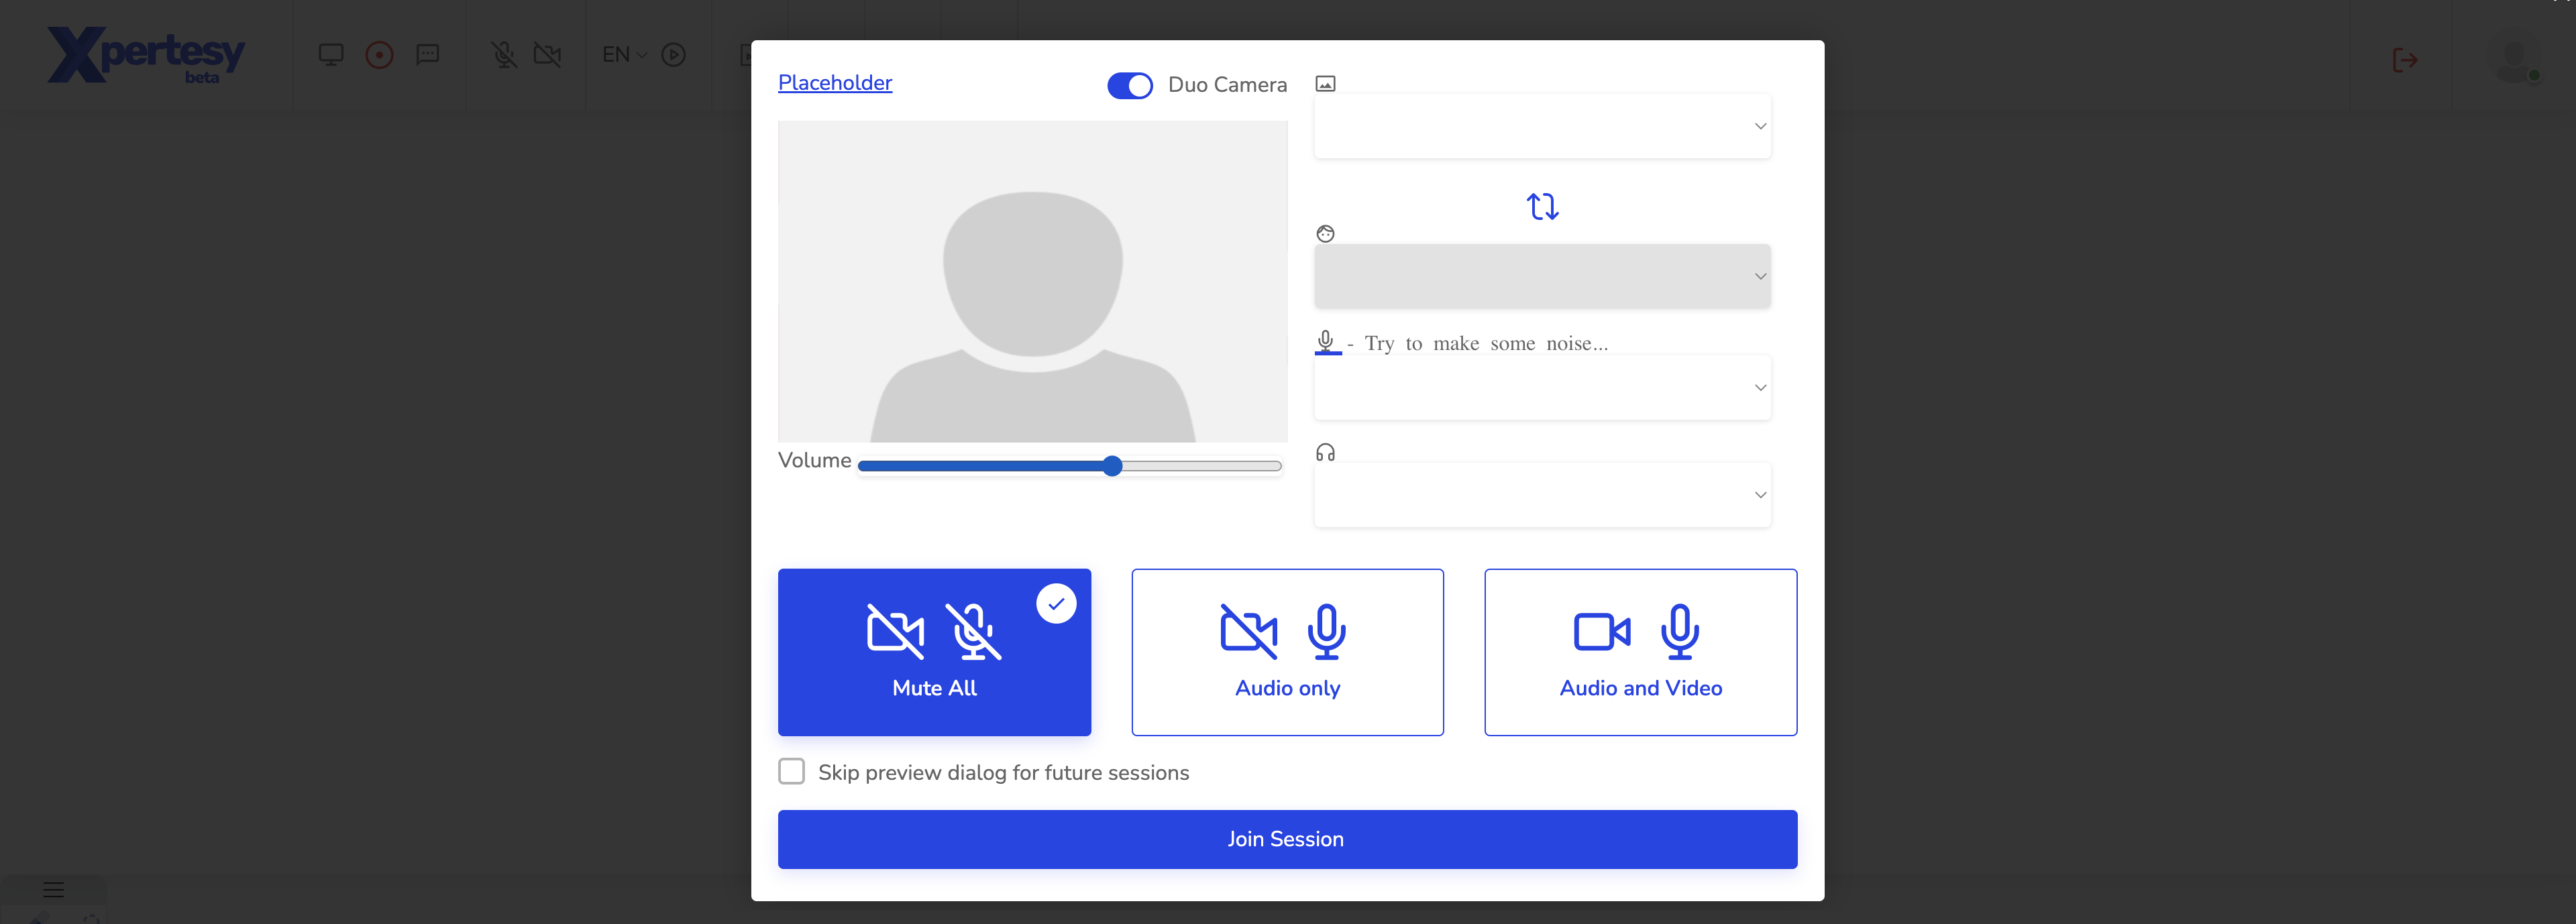 Xpertesy
beta
EN
Placeholder
Duo Camera
- Try to make some noise...
Volume
Mute All
Audio only
Audio and Video
Skip preview dialog for future sessions
Join Session